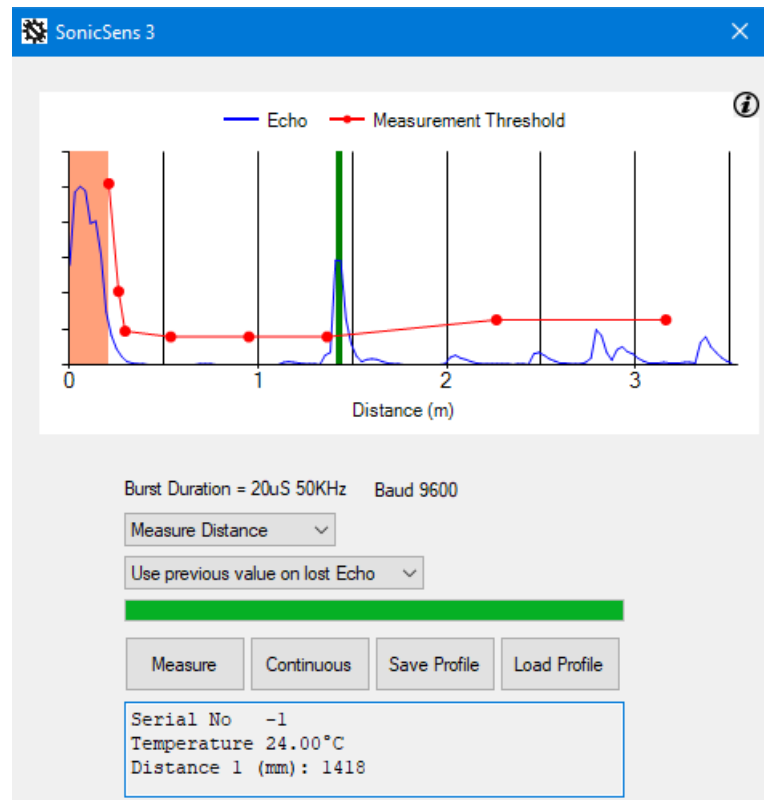 SonicSens 3
Echo Measurement Threshold
0 1 2 3
Distance (m)
Burst Duration = 20uS 50KHz Baud 9600
Measure Distance
Use previous value on lost Echo
Measure Continuous Save Profile Load Profile
Serial No -1
Temperature 24.00°C
Distance 1 (mm): 1418